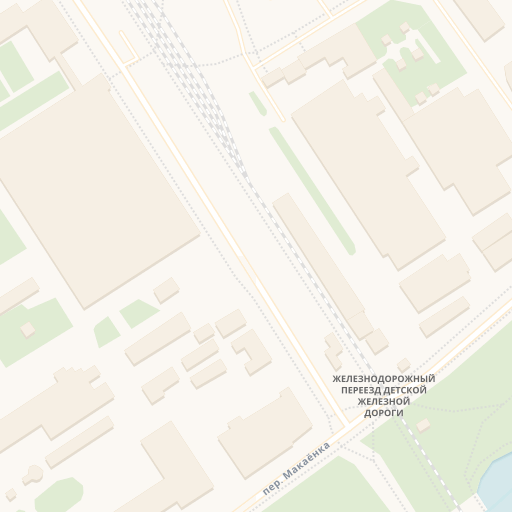 ЖЕЛЕЗНОДОРОЖНЫЙ
ПЕРЕЕЗД ДЕТСКОЙ
ЖЕЛЕЗНОЙ
ДОРОГИ
пер. Макаёнка